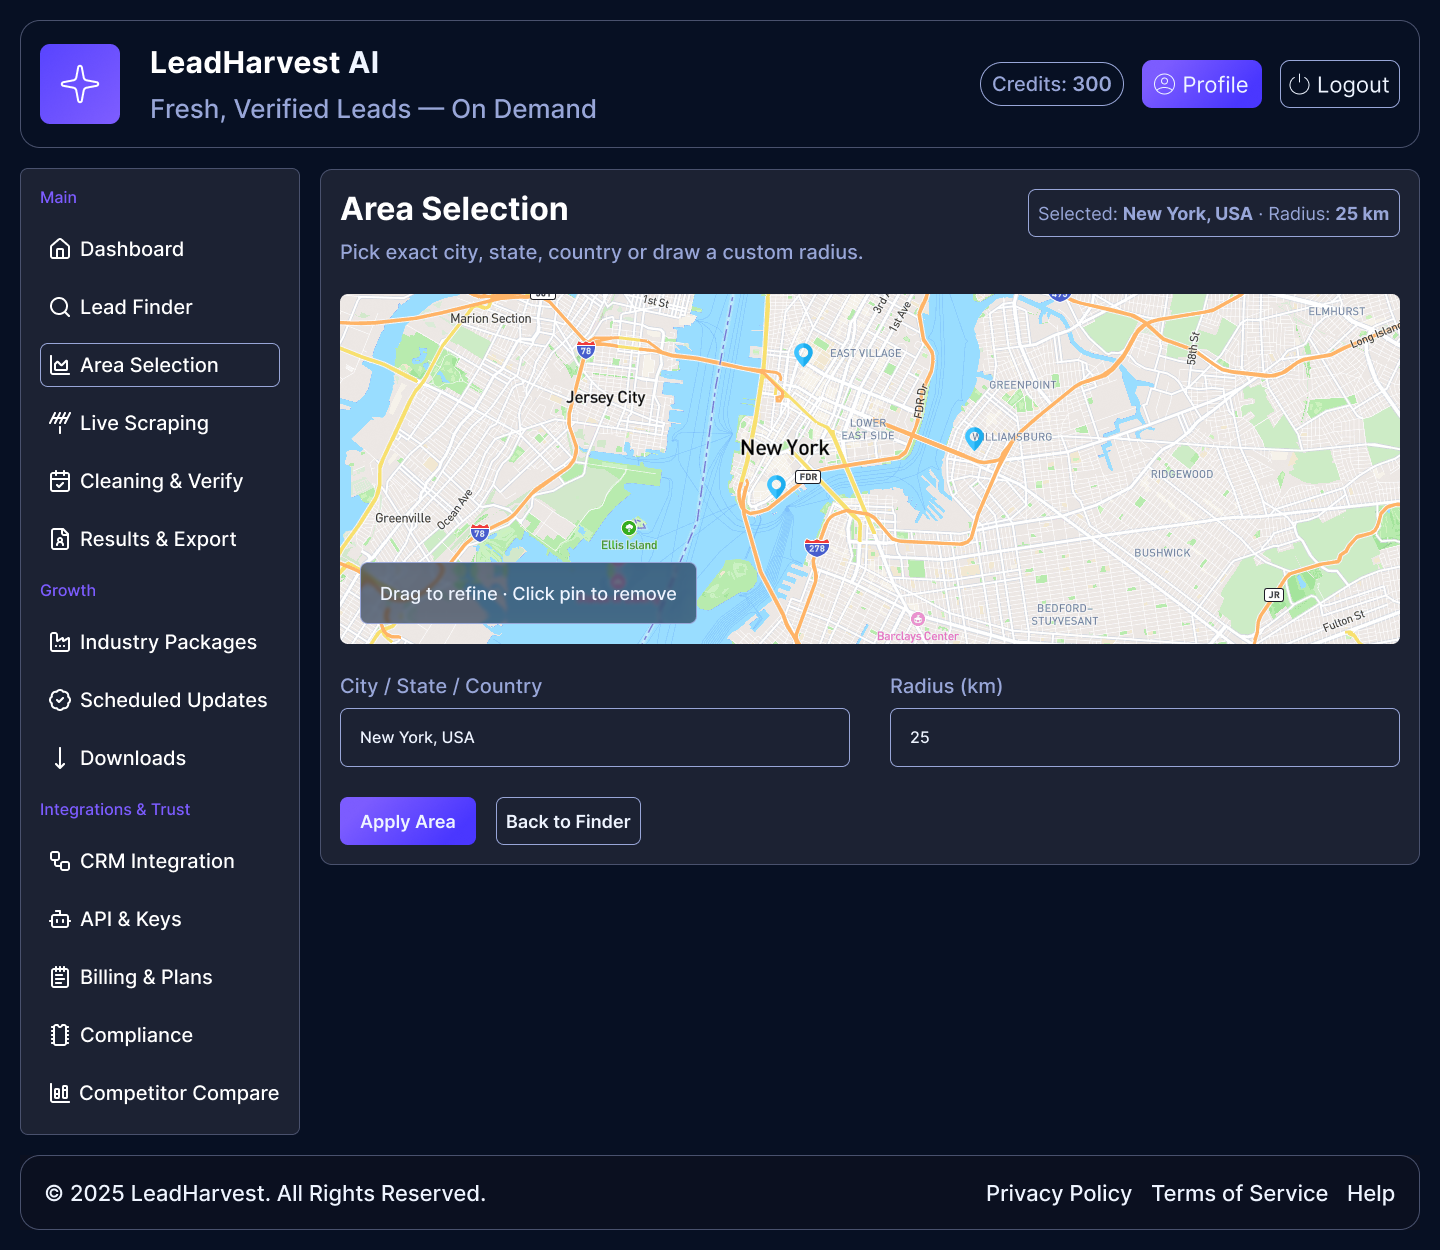 LeadHarvest AI
Fresh, Verified Leads — On Demand
Credits: 300
Profile
Logout
Main
Dashboard
Lead Finder
Area Selection
Live Scraping
Cleaning & Verify
Results & Export
Growth
Industry Packages
Scheduled Updates
Downloads
Integrations & Trust
CRM Integration
API & Keys
Billing & Plans
Compliance
Competitor Compare
Area Selection
Pick exact city, state, country or draw a custom radius.
Selected: New York, USA · Radius: 25 km
1st St
Marion Section
78
Jersey City
3rd A
1st Ave
EAST VILLAGE
FDR Dr
GREENPOINT
58th St
ELMHURST
Long Island
LOWER
EAST SIDE
WILLIAMSBURG
New York
FDR
RIDGEWOOD
Greenville
Ocean Ave
78
Ellis Island
278
BUSHWICK
JR
BEDFORD-
STUYVESANT
Fulton St
Barclays Center
Drag to refine · Click pin to remove
City / State / Country
New York, USA
Radius (km)
25
Apply Area
Back to Finder
© 2025 LeadHarvest. All Rights Reserved.
Privacy Policy
Terms of Service
Help